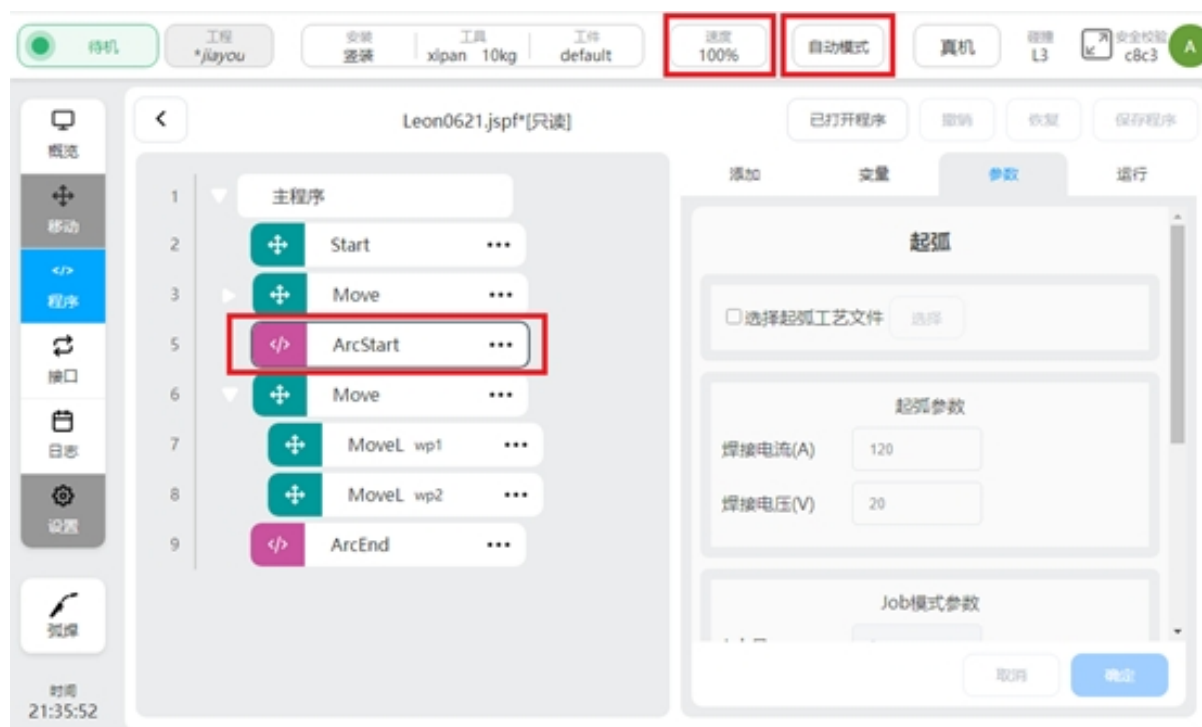 待机
工程
*jiayou
安装 工具 工件
竖装 xipan 10kg default
速度
100%
自动模式
真机
碰撞
L3
安全校验
c8c3
A
概览
移动
</>
程序
接口
日志
设置
弧焊
时间
21:35:52
Leon0621.jspf*[只读]
已打开程序 撤销 恢复 保存程序
1 主程序
2 Start
3 Move
5 </> ArcStart
6 Move
7 MoveL wp1
8 MoveL wp2
9 </> ArcEnd
添加 变量 参数 运行
起弧
选择起弧工艺文件 选择
起弧参数
焊接电流(A) 120
焊接电压(V) 20
Job模式参数
取消 确定